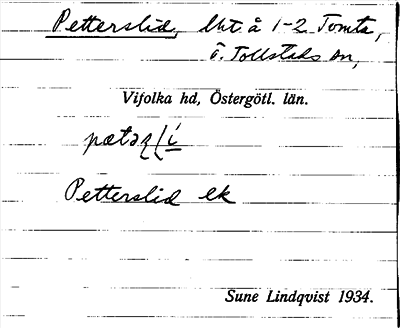 Petterslid, lht. å 1-2 Tomta,
Ö. Tollstads sn,
Vifolka hd, Östergötl. län.
Petterslid ek
Sune Lindqvist 1934.